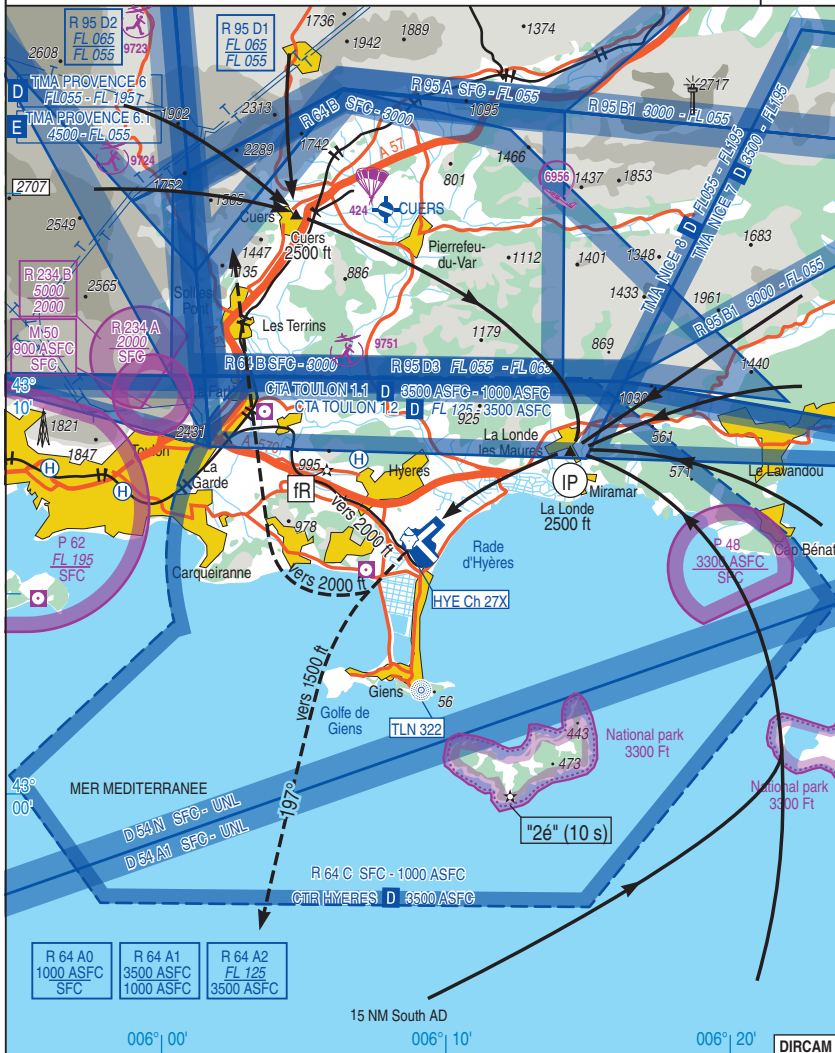 R 95 D2
FL 065
FL 055
9723
R 95 D1
FL 065
FL 055
1736
1942
1889
1374
2608
D TMA PROVENCE 6
FL055 - FL 195
E TMA PROVENCE 6.1
4500 - FL 055
1902
2313
2289
1742
R 64 B SFC - 3000
R 95 A SFC - FL 055
1095
R 95 B1 3000 - FL 055
2717
A 57
1466
9724
2707
1752
1505
2549
424
801
6956
1437
1853
CUERS
Cuers
Cuers
2500 ft
Pierrefeu-
du-Var
1447
1135
886
1112
1401
1348
1433
1683
1961
TMA NICE 8 D FL055 - FL195
TMA NICE 7 D 3500 - FL195
R 95 B1 3000 - FL 055
R 234 B
5000
2000
2565
M 50
900 ASFC
SFC
R 234 A
2000
SFC
Solliès
Pont
Les Terrins
9751
1179
869
1440
R 64 B SFC - 3000
R 95 D3 FL 055 - FL 065
CTA TOULON 1.1 D 3500 ASFC - 1000 ASFC
CTA TOULON 1.2 D FL 125 - 3500 ASFC
43°
10'
1821
1847
2431
925
561
571
Toulon
La
Garde
A 570
995
Hyeres
La Londe
les Maures
IP
Miramar
La Londe
2500 ft
Le Lavandou
H
H
fR
978
vers 2000 ft
vers 2000 ft
Rade
d'Hyères
P 62
FL 195
SFC
Carqueiranne
P 48
3300 ASFC
SFC
Cap Bénat
HYE Ch 27X
vers 1500 ft
197°
Giens
56
Golfe de
Giens
TLN 322
443
473
National park
3300 Ft
National park
3300 Ft
43°
00'
MER MEDITERRANEE
D 54 N SFC - UNL
D 54 A1 SFC - UNL
"2é" (10 s)
R 64 C SFC - 1000 ASFC
CTR HYERES D 3500 ASFC
R 64 A0
1000 ASFC
SFC
R 64 A1
3500 ASFC
1000 ASFC
R 64 A2
FL 125
3500 ASFC
15 NM South AD
006° 00'
006° 10'
006° 20'
DIRCAM